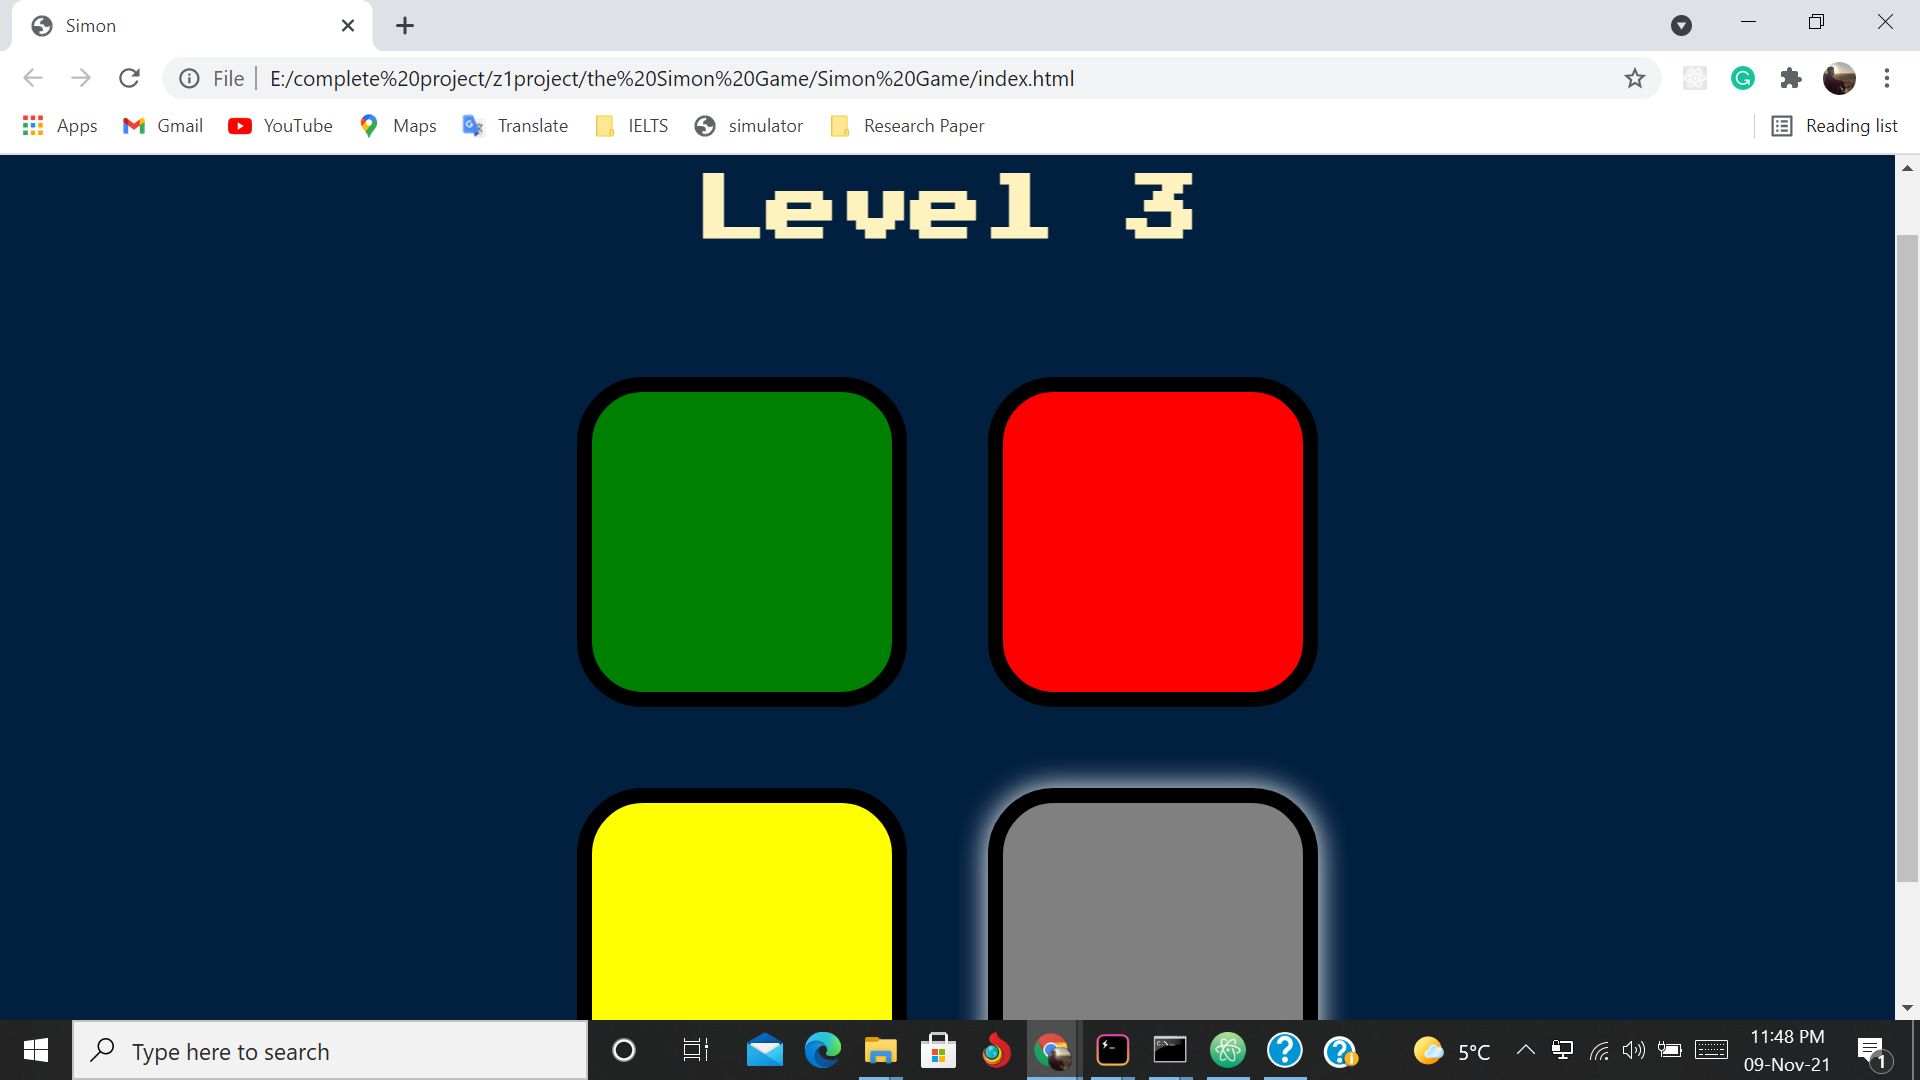 Simon
File
E:/complete%20project/z1project/the%20Simon%20Game/Simon%20Game/index.html
Apps Gmail YouTube Maps Translate IELTS simulator Research Paper Reading list
Level 3
Type here to search
5°C
11:48 PM
09-Nov-21
1